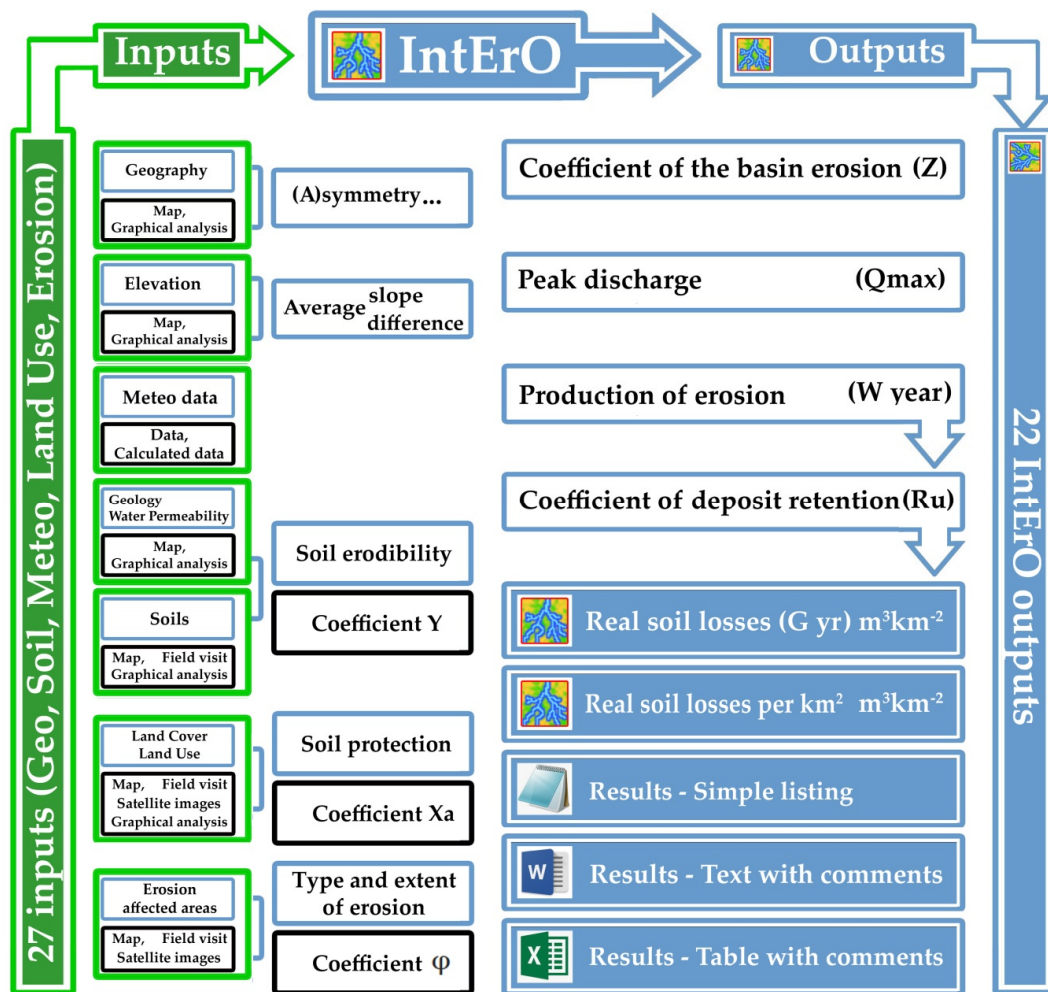 Inputs
IntErO
Outputs
27 inputs (Geo, Soil, Meteo, Land Use, Erosion)
Geography
Map,
Graphical analysis
(A)symmetry...
Elevation
Map,
Graphical analysis
Average slope
difference
Meteo data
Data,
Calculated data
Geology
Water Permeability
Map,
Graphical analysis
Soils
Map, Field visit
Graphical analysis
Soil erodibility
Coefficient Y
Land Cover
Land Use
Map, Field visit
Satellite images
Graphical analysis
Soil protection
Coefficient Xa
Erosion
affected areas
Map, Field visit
Satellite images
Type and extent
of erosion
Coefficient φ
Coefficient of the basin erosion (Z)
Peak discharge (Qmax)
Production of erosion (W year)
Coefficient of deposit retention (Ru)
Real soil losses (G yr) m³km⁻²
Real soil losses per km² m³km⁻²
Results - Simple listing
W
Results - Text with comments
X
Results - Table with comments
22 IntErO outputs